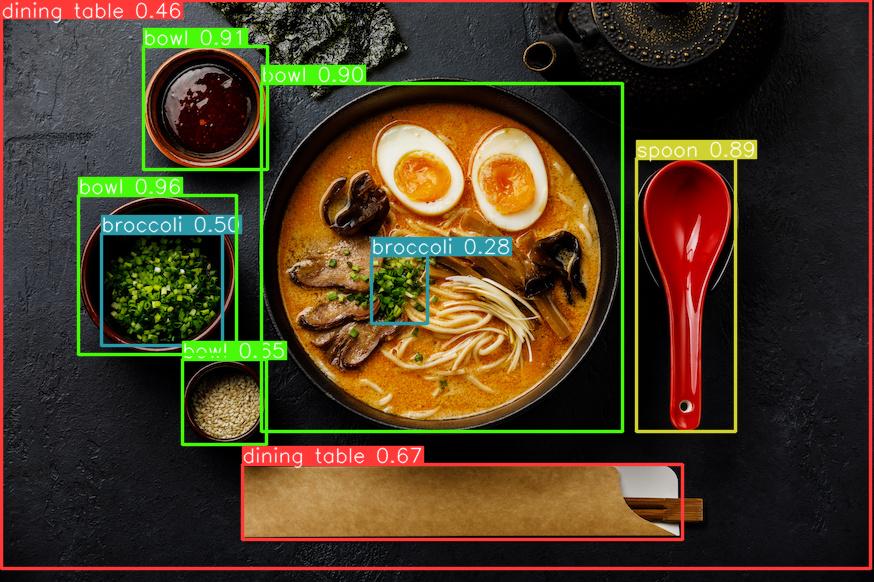 dining table 0.46
bowl 0.91
bowl 0.90
spoon 0.89
bowl 0.96
broccoli 0.50
broccoli 0.28
bowl 0.65
dining table 0.67